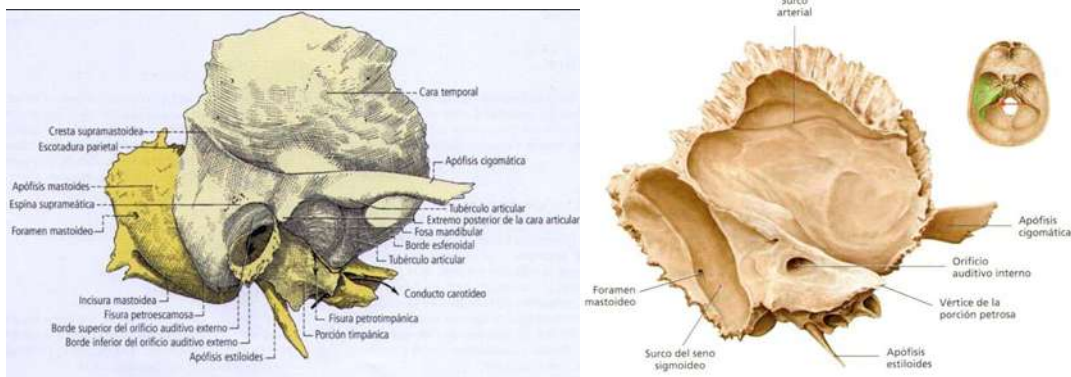 Cara temporal
Cresta supramastoidea
Escotadura parietal
Apófisis cigomática
Apófisis mastoides
Espina suprameática
Foramen mastoideo
Tubérculo articular
Extremo posterior de la cara articular
Fosa mandibular
Borde esfenoidal
Tubérculo articular
Incisura mastoidea
Fisura petroescamosa
Borde superior del orificio auditivo externo
Borde inferior del orificio auditivo externo
Apófisis estiloides
Conducto carotídeo
Fisura petrotimpánica
Porción timpánica
Surco
arterial
Apófisis
cigomática
Orificio
auditivo interno
Vértice de la
porción petrosa
Apófisis
estiloides
Foramen
mastoideo
Surco del seno
sigmoideo